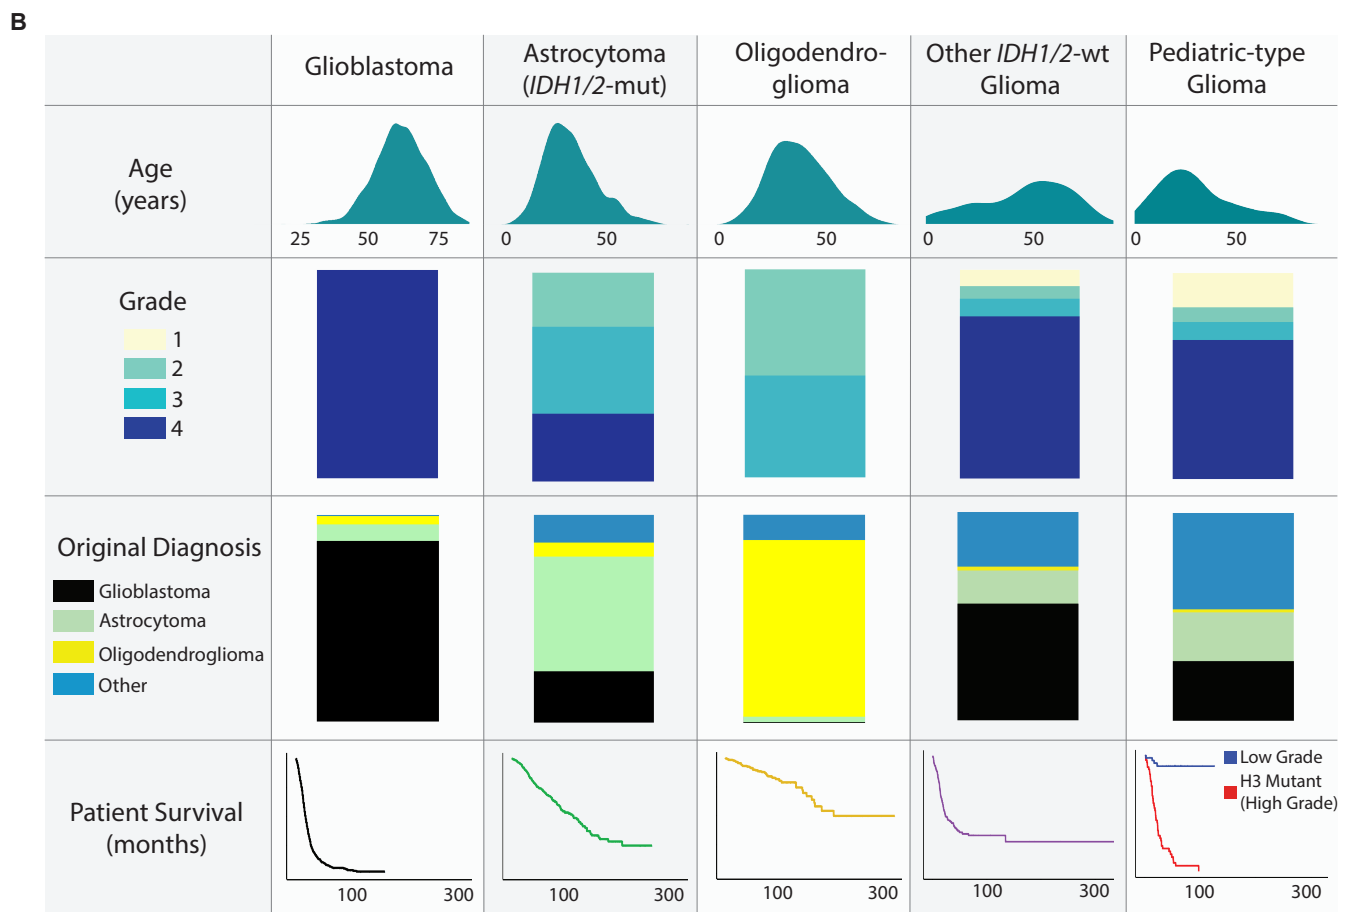 B
Glioblastoma
Astrocytoma
(IDH1/2-mut)
Oligodendro-
glioma
Other IDH1/2-wt
Glioma
Pediatric-type
Glioma
Age
(years)
25 50 75
0 50
0 50
0 50
0 50
Grade
1
2
3
4
Original Diagnosis
Glioblastoma
Astrocytoma
Oligodendroglioma
Other
Patient Survival
(months)
100 300
100 300
100 300
100 300
Low Grade
H3 Mutant
(High Grade)
100 300